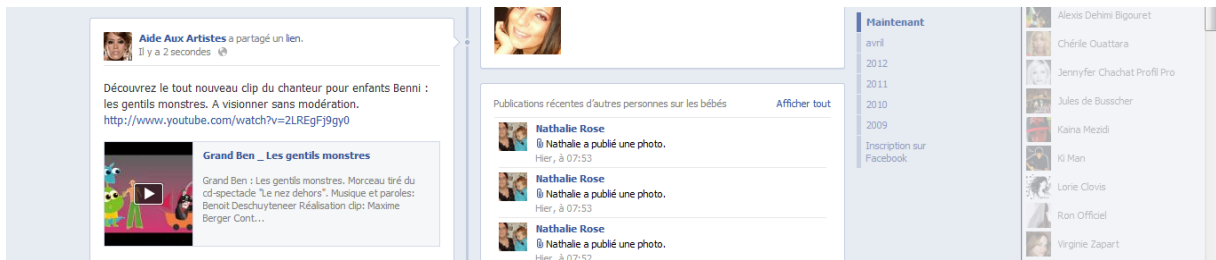 Aide Aux Artistes a partagé un lien.
Il y a 2 secondes
Découvrez le tout nouveau clip du chanteur pour enfants Benni :
les gentils monstres. A visionner sans modération.
http://www.youtube.com/watch?v=2LREgFj9gy0
Grand Ben _ Les gentils monstres
Grand Ben : Les gentils monstres. Morceau tiré du
cd-spectacle "Le nez dehors". Musique et paroles:
Benoit Deschuyteneer Réalisation clip: Maxime
Berger Cont...
Publications récentes d'autres personnes sur les bébés
Afficher tout
Nathalie Rose
Nathalie a publié une photo.
Hier, à 07:53
Nathalie Rose
Nathalie a publié une photo.
Hier, à 07:53
Nathalie Rose
Nathalie a publié une photo.
Hier, à 07:52
Maintenant
avril
2012
2011
2010
2009
Inscription sur
Facebook
Alexis Dehimi Bigouret
Chérile Ouattara
Jennyfer Chachat Profil Pro
Jules de Busscher
Kaina Mezidi
Ki Man
Lorie Clovis
Ron Officiel
Virginie Zapart